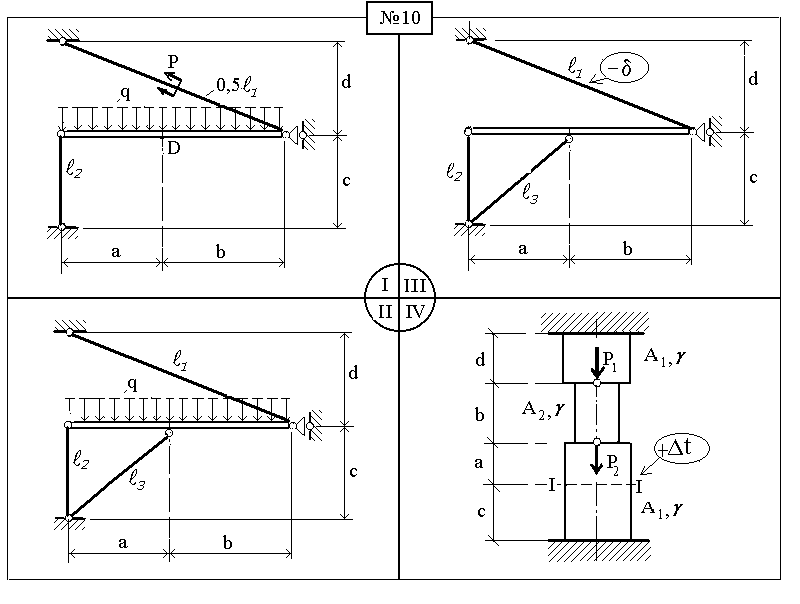 №10
P
0,5ℓ₁
q
d
D
ℓ₂
c
a
b
ℓ₁
−δ
d
ℓ₂
ℓ₃
c
a
b
I
III
II
IV
ℓ₁
q
d
ℓ₂
ℓ₃
c
a
b
d
P₁
A₁, γ
b
A₂, γ
a
P₂
+Δt
I
I
c
A₁, γ